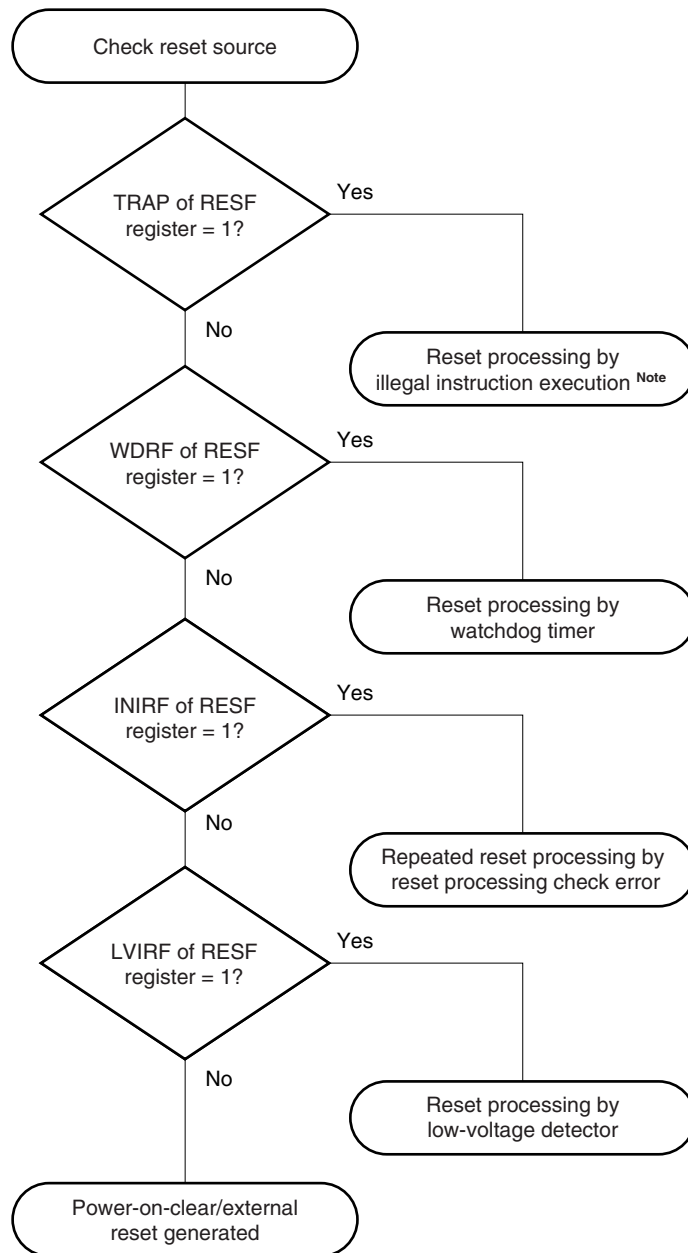 Check reset source
TRAP of RESF
register = 1?
Yes
No
Reset processing by
illegal instruction execution Note
WDRF of RESF
register = 1?
Yes
No
Reset processing by
watchdog timer
INIRF of RESF
register = 1?
Yes
No
Repeated reset processing by
reset processing check error
LVIRF of RESF
register = 1?
Yes
No
Reset processing by
low-voltage detector
Power-on-clear/external
reset generated